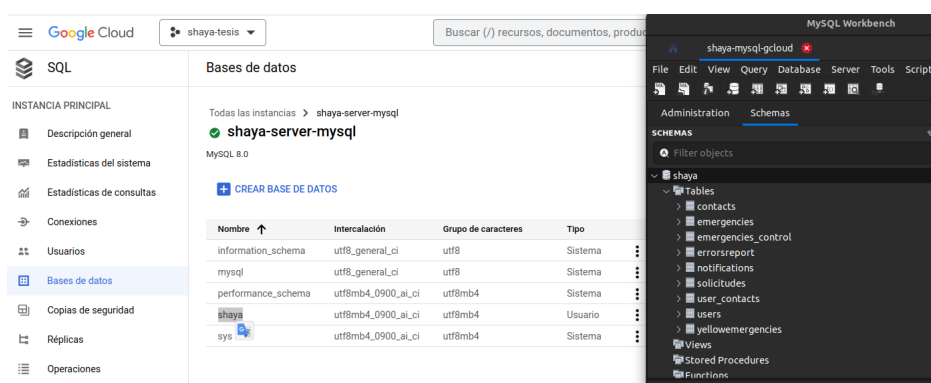 Google Cloud
shaya-tesis
Buscar (/) recursos, documentos, produc
SQL
INSTANCIA PRINCIPAL
Descripción general
Estadísticas del sistema
Estadísticas de consultas
Conexiones
Usuarios
Bases de datos
Copias de seguridad
Réplicas
Operaciones
Bases de datos
Todas las instancias > shaya-server-mysql
shaya-server-mysql
MySQL 8.0
CREAR BASE DE DATOS
Nombre Intercalación Grupo de caracteres Tipo
information_schema utf8_general_ci utf8 Sistema
mysql utf8_general_ci utf8 Sistema
performance_schema utf8mb4_0900_ai_ci utf8mb4 Sistema
shaya utf8mb4_0900_ai_ci utf8mb4 Usuario
sys utf8mb4_0900_ai_ci utf8mb4 Sistema
MySQL Workbench
shaya-mysql-gcloud
File Edit View Query Database Server Tools Script
Administration Schemas
SCHEMAS
Filter objects
shaya
Tables
contacts
emergencies
emergencies_control
errorsreport
notifications
solicitudes
user_contacts
users
yellowemergencies
Views
Stored Procedures
Functions